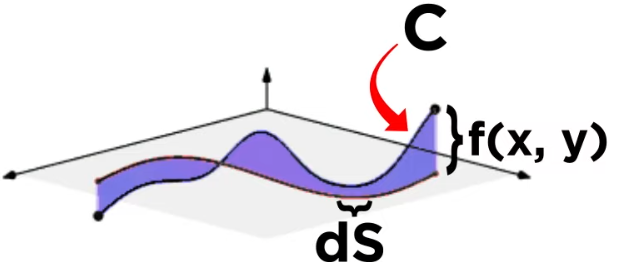 C
f(x, y)
dS